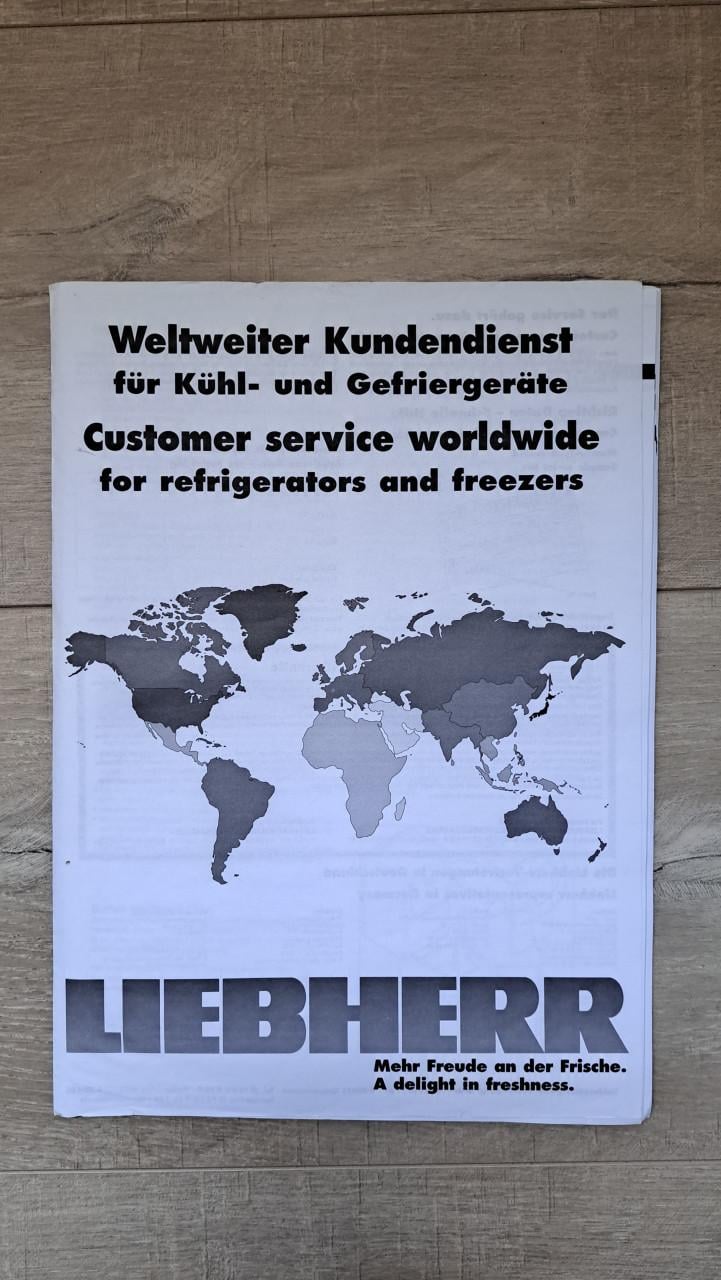 Weltweiter Kundendienst
für Kühl- und Gefriergeräte
Customer service worldwide
for refrigerators and freezers
LIEBHERR
Mehr Freude an der Frische.
A delight in freshness.